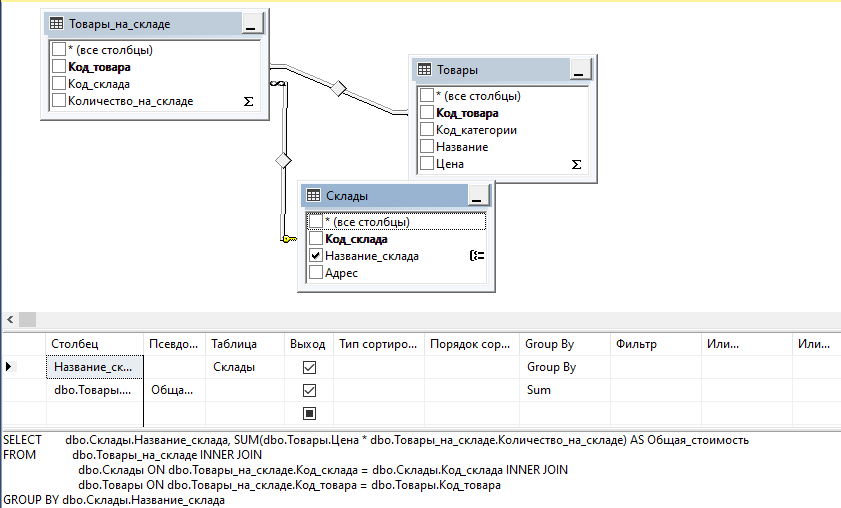 Товары_на_складе
* (все столбцы)
Код_товара
Код_склада
Количество_на_складе
Товары
* (все столбцы)
Код_товара
Код_категории
Название
Цена
Склады
* (все столбцы)
Код_склада
Название_склада
Адрес
Столбец Псевдо... Таблица Выход Тип сортиро... Порядок сор... Group By Фильтр Или... Или...
Название_ск... Склады Group By
dbo.Товары.... Обща... Sum
SELECT dbo.Склады.Название_склада, SUM(dbo.Товары.Цена * dbo.Товары_на_складе.Количество_на_складе) AS Общая_стоимость
FROM dbo.Товары_на_складе INNER JOIN
dbo.Склады ON dbo.Товары_на_складе.Код_склада = dbo.Склады.Код_склада INNER JOIN
dbo.Товары ON dbo.Товары_на_складе.Код_товара = dbo.Товары.Код_товара
GROUP BY dbo.Склады.Название_склада